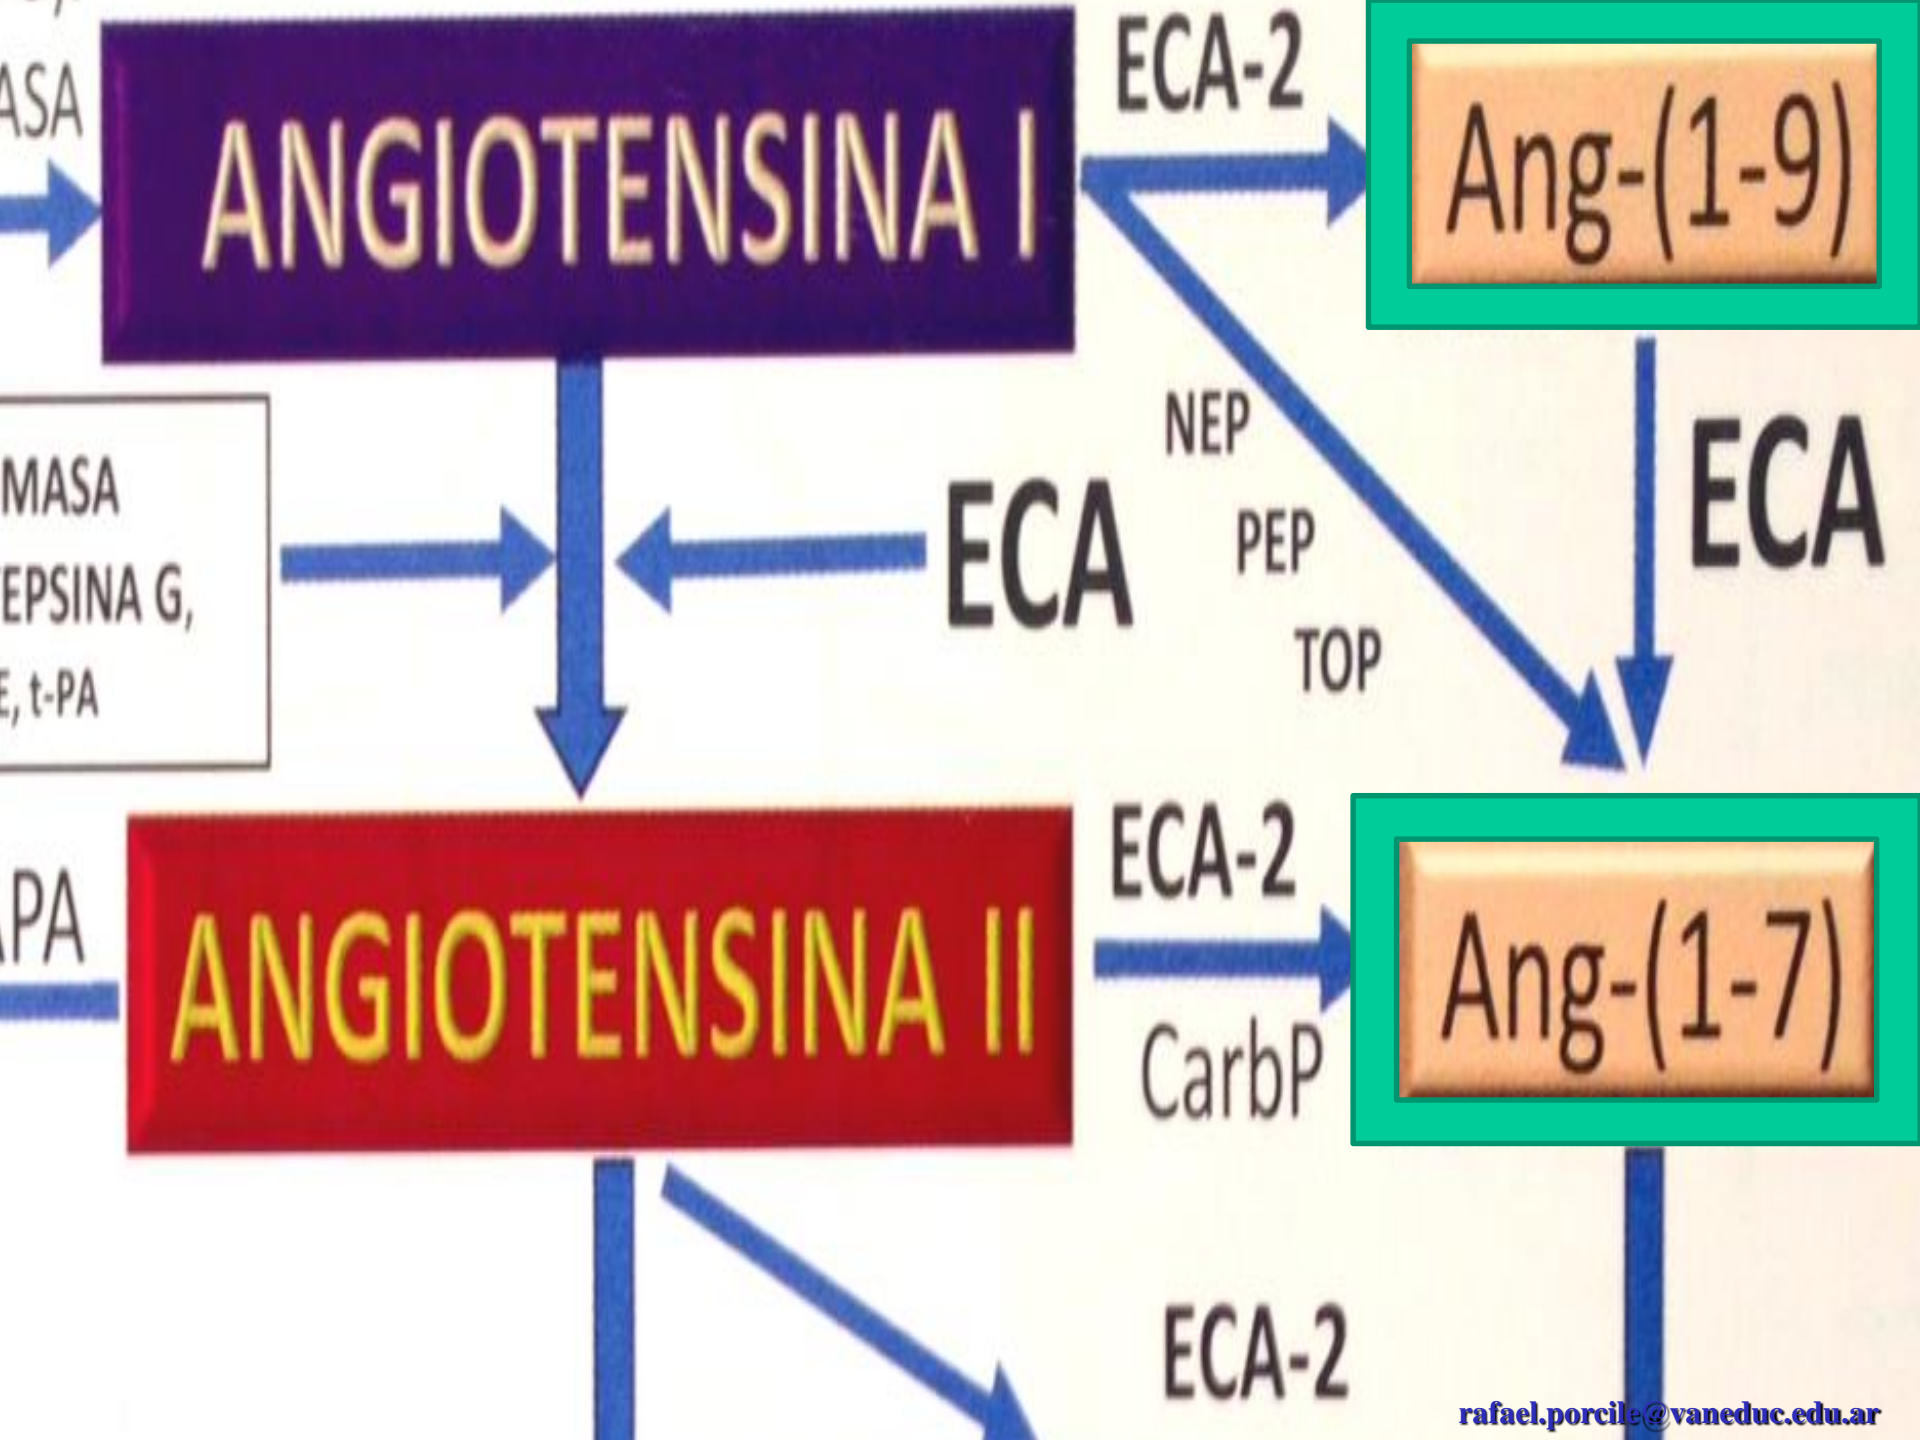 ASA
ANGIOTENSINA I
ECA-2
Ang-(1-9)
NEP
PEP
TOP
ECA
ECA
MASA
EPSINA G,
t-PA
ECA-2
APA
ANGIOTENSINA II
CarbP
Ang-(1-7)
ECA-2
rafael.porcile@vaneduc.edu.ar